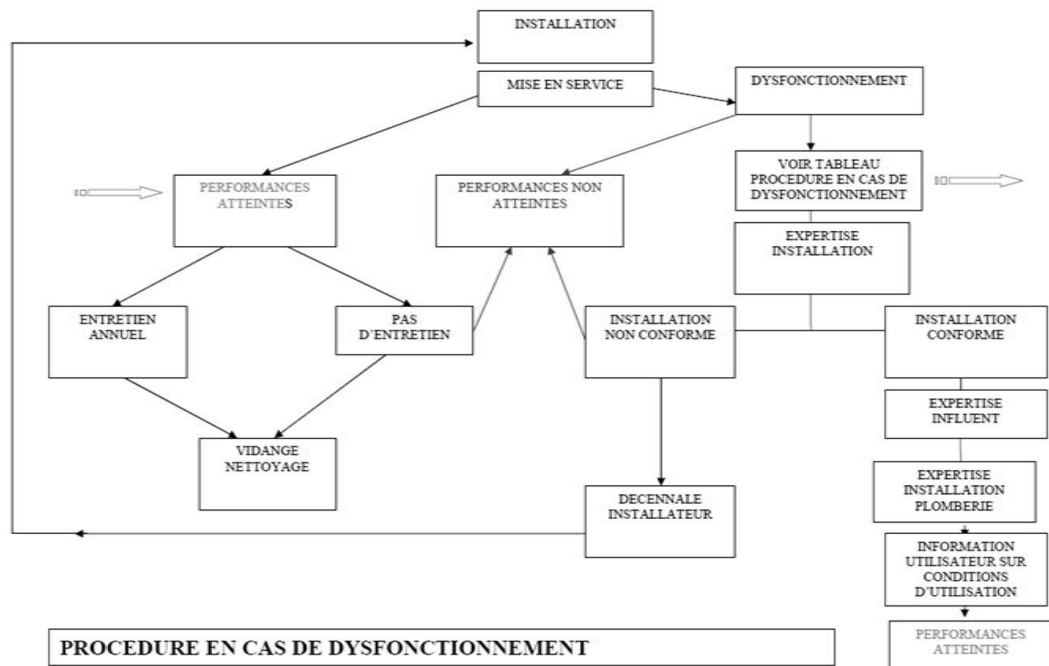 INSTALLATION
MISE EN SERVICE
DYSFONCTIONNEMENT
PERFORMANCES
ATTEINTES
PERFORMANCES NON
ATTEINTES
VOIR TABLEAU
PROCEDURE EN CAS DE
DYSFONCTIONNEMENT
EXPERTISE
INSTALLATION
ENTRETIEN
ANNUEL
PAS
D'ENTRETIEN
INSTALLATION
NON CONFORME
INSTALLATION
CONFORME
EXPERTISE
INFLUENT
VIDANGE
NETTOYAGE
EXPERTISE
INSTALLATION
PLOMBERIE
DECENNALE
INSTALLATEUR
INFORMATION
UTILISATEUR SUR
CONDITIONS
D'UTILISATION
PERFORMANCES
ATTEINTES
PROCEDURE EN CAS DE DYSFONCTIONNEMENT